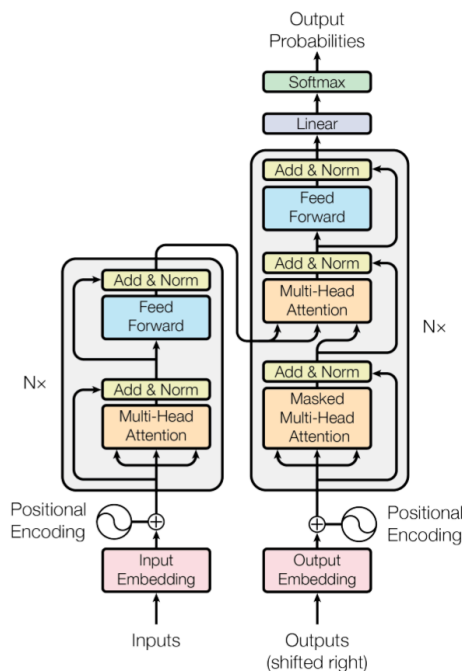 Output
Probabilities
Softmax
Linear
Add & Norm
Feed
Forward
Add & Norm
Multi-Head
Attention
Nx
Add & Norm
Masked
Multi-Head
Attention
Positional
Encoding
Output
Embedding
Outputs
(shifted right)
Add & Norm
Feed
Forward
Nx
Add & Norm
Multi-Head
Attention
Positional
Encoding
Input
Embedding
Inputs